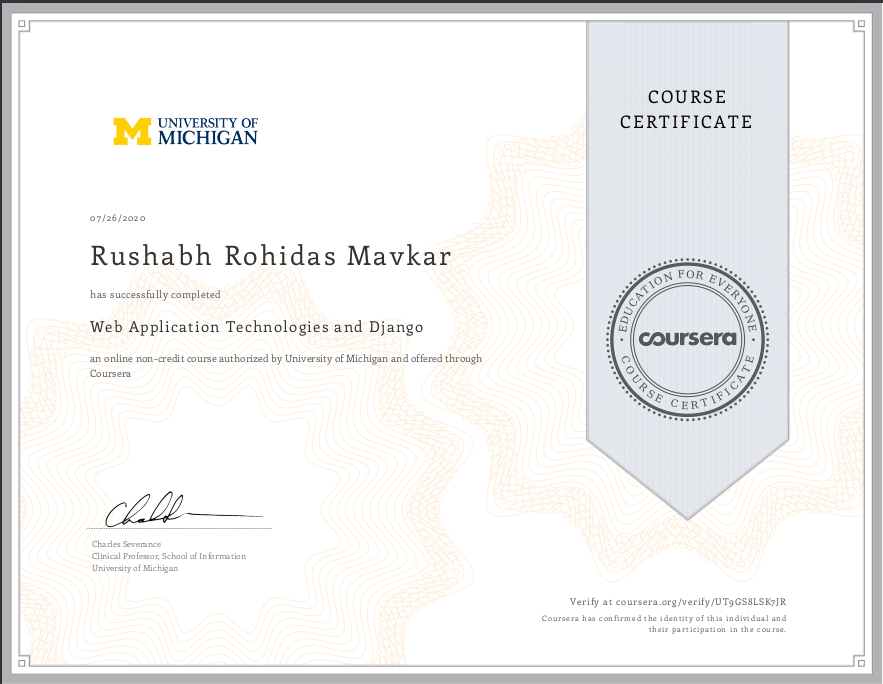 UNIVERSITY OF
MICHIGAN
COURSE
CERTIFICATE
07/26/2020
Rushabh Rohidas Mavkar
has successfully completed
Web Application Technologies and Django
an online non-credit course authorized by University of Michigan and offered through
Coursera
EDUCATION FOR EVERYONE
coursera
COURSE CERTIFICATE
Charles Severance
Clinical Professor, School of Information
University of Michigan
Verify at coursera.org/verify/UT9GS8LSK7JR
Coursera has confirmed the identity of this individual and
their participation in the course.